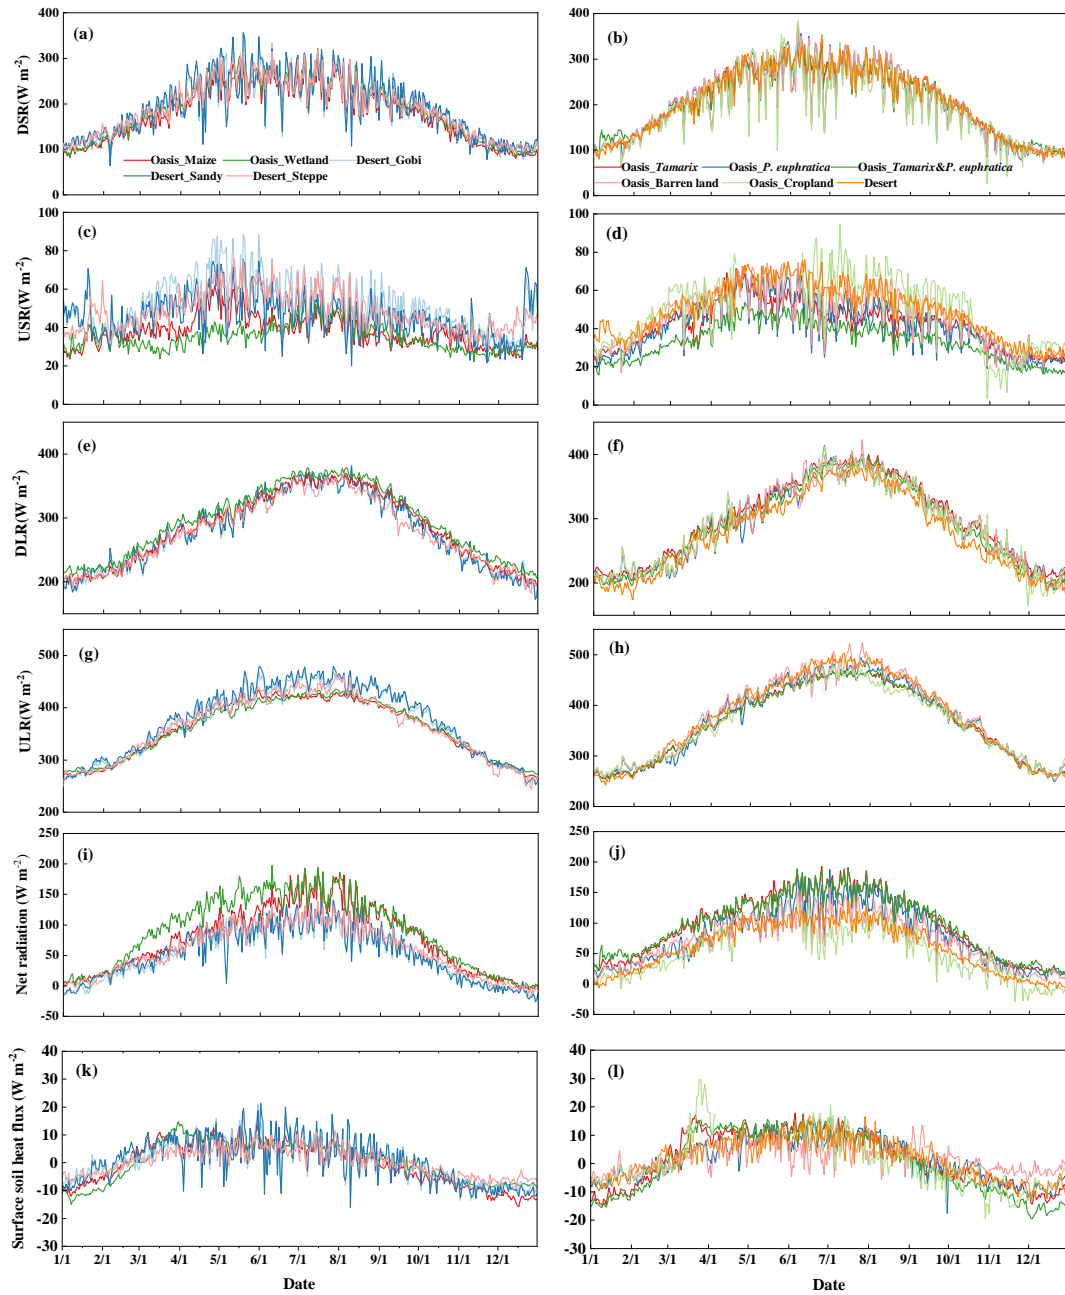 (a)
DSR(W m-2)
400
300
200
100
0
Oasis_Maize Oasis_Wetland Desert_Gobi
Desert_Sandy Desert_Steppe
(b)
400
300
200
100
0
Oasis_Tamarix Oasis_P. euphratica Oasis_Tamarix&P. euphratica
Oasis_Barren land Oasis_Cropland Desert
(c)
USR(W m-2)
100
80
60
40
20
0
(d)
100
80
60
40
20
0
(e)
DLR(W m-2)
400
300
200
(f)
400
300
200
(g)
ULR(W m-2)
500
400
300
200
(h)
500
400
300
200
(i)
Net radiation (W m-2)
250
200
150
100
50
0
-50
(j)
250
200
150
100
50
0
-50
(k)
Surface soil heat flux (W m-2)
40
30
20
10
0
-10
-20
-30
1/1 2/1 3/1 4/1 5/1 6/1 7/1 8/1 9/1 10/1 11/1 12/1
Date
(l)
40
30
20
10
0
-10
-20
-30
1/1 2/1 3/1 4/1 5/1 6/1 7/1 8/1 9/1 10/1 11/1 12/1
Date